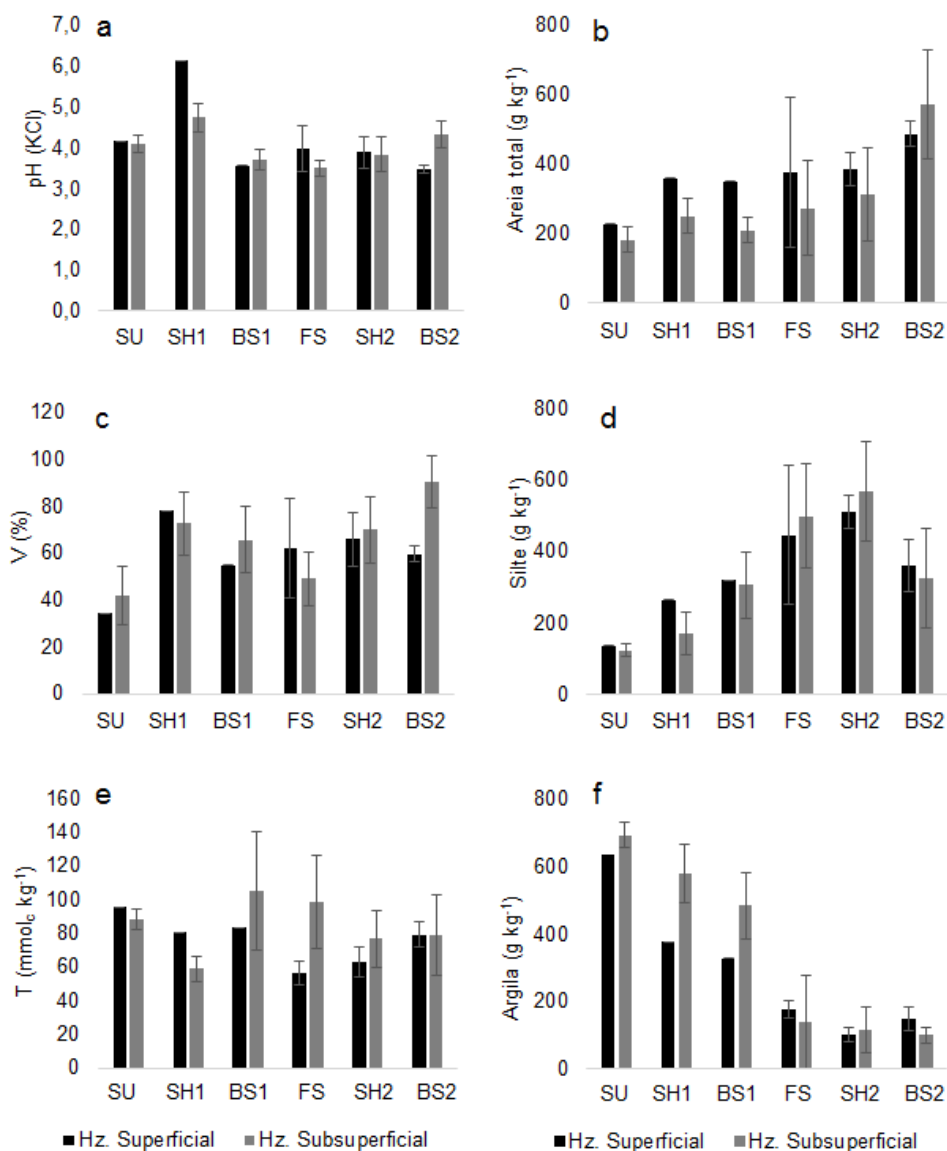 a
pH (KCl)
7,0
6,0
5,0
4,0
3,0
2,0
1,0
0,0
SU SH1 BS1 FS SH2 BS2
b
Areia total (g kg⁻¹)
800
600
400
200
0
SU SH1 BS1 FS SH2 BS2
c
V (%)
120
100
80
60
40
20
0
SU SH1 BS1 FS SH2 BS2
d
Silte (g kg⁻¹)
800
600
400
200
0
SU SH1 BS1 FS SH2 BS2
e
T (mmolc kg⁻¹)
160
140
120
100
80
60
40
20
0
SU SH1 BS1 FS SH2 BS2
Hz. Superficial Hz. Subsuperficial
f
Argila (g kg⁻¹)
800
600
400
200
0
SU SH1 BS1 FS SH2 BS2
Hz. Superficial Hz. Subsuperficial